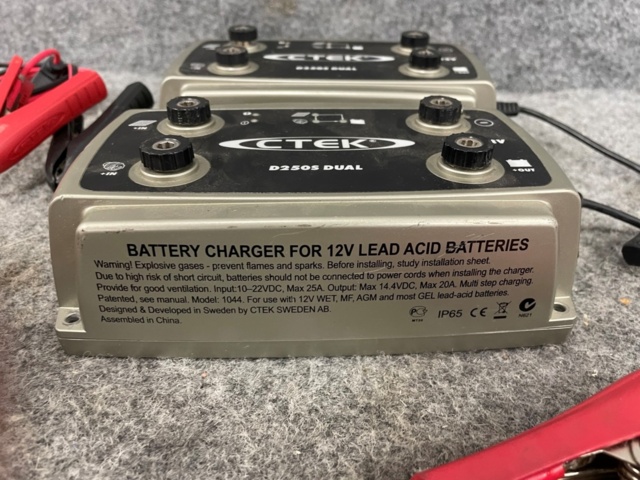 CTEK
D250S DUAL
+IN
CTEK
D250S DUAL
+IN
+OUT
BATTERY CHARGER FOR 12V LEAD ACID BATTERIES
Warning! Explosive gases - prevent flames and sparks. Before installing, study installation sheet.
Due to high risk of short circuit, batteries should not be connected to power cords when installing the charger.
Provide for good ventilation. Input:10–22VDC, Max 25A. Output: Max 14.4VDC, Max 20A. Multi step charging.
Patented, see manual. Model: 1044. For use with 12V WET, MF, AGM and most GEL lead-acid batteries.
Designed & Developed in Sweden by CTEK SWEDEN AB.
Assembled in China.
IP65 CE